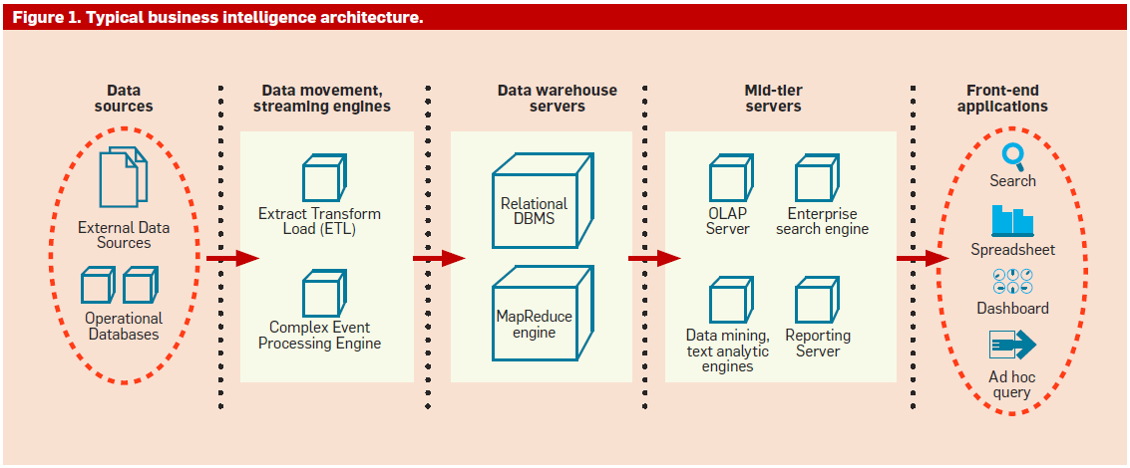 Figure 1. Typical business intelligence architecture.
Data
sources
External Data
Sources
Operational
Databases
Data movement,
streaming engines
Extract Transform
Load (ETL)
Complex Event
Processing Engine
Data warehouse
servers
Relational
DBMS
MapReduce
engine
Mid-tier
servers
OLAP
Server
Enterprise
search engine
Data mining,
text analytic
engines
Reporting
Server
Front-end
applications
Search
Spreadsheet
Dashboard
Ad hoc
query